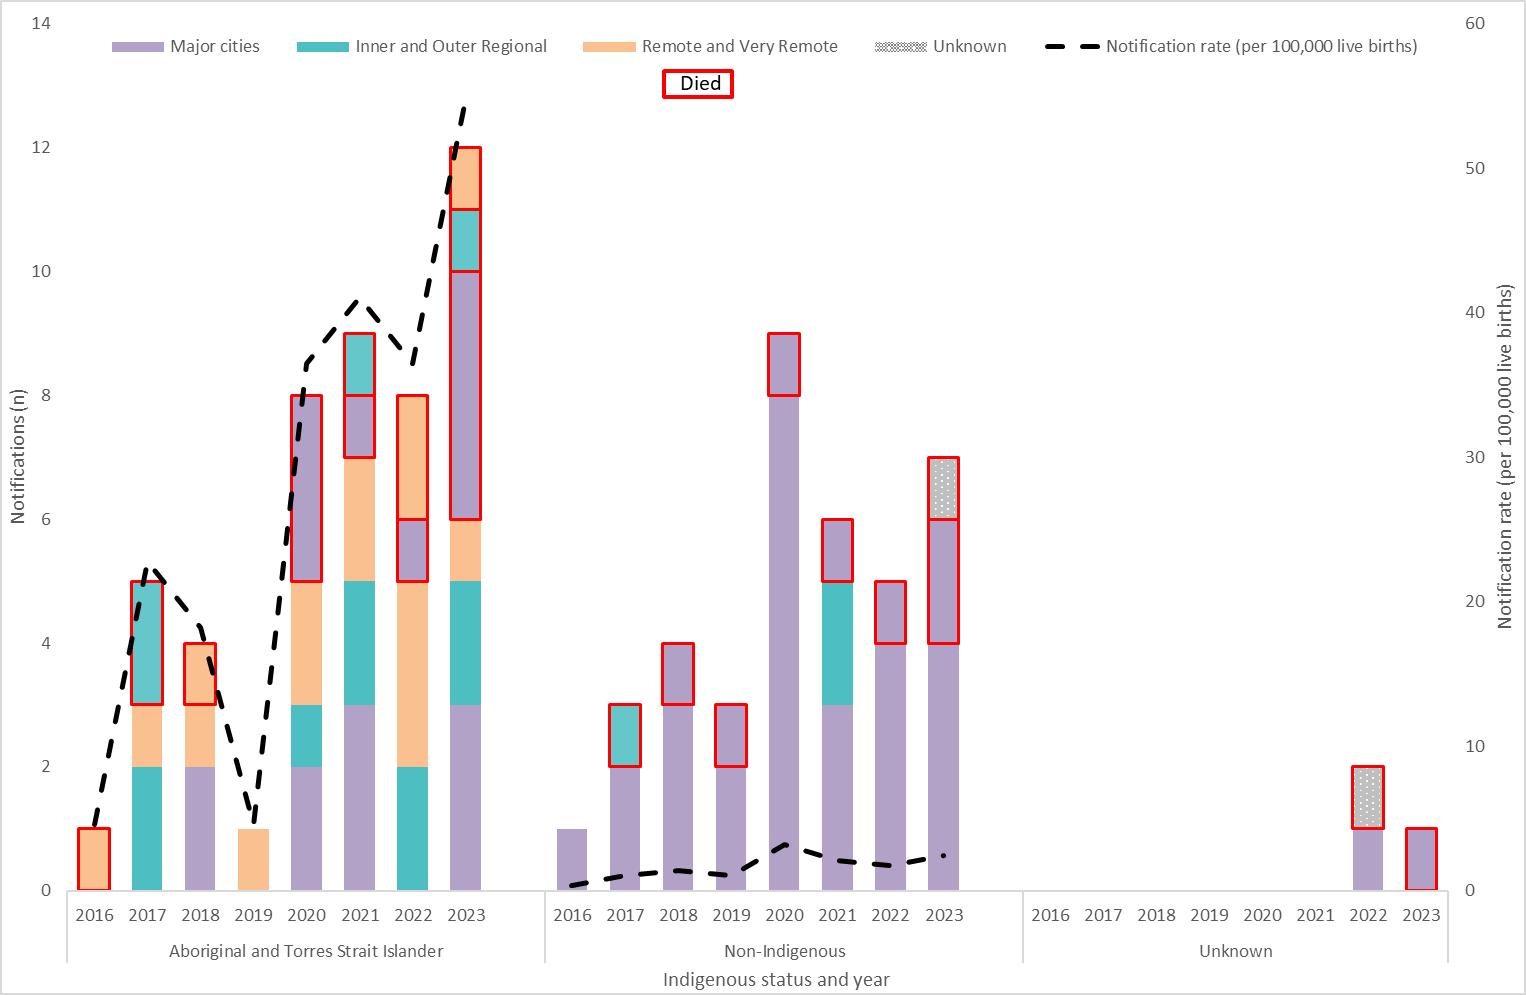 14
60
Major cities
Inner and Outer Regional
Remote and Very Remote
Unknown
Notification rate (per 100,000 live births)
Died
12
50
10
40
8
30
6
20
4
10
2
0
0
Notifications (n)
Notification rate (per 100,000 live births)
2016 2017 2018 2019 2020 2021 2022 2023 2016 2017 2018 2019 2020 2021 2022 2023 2016 2017 2018 2019 2020 2021 2022 2023
Aboriginal and Torres Strait Islander
Non-Indigenous
Unknown
Indigenous status and year